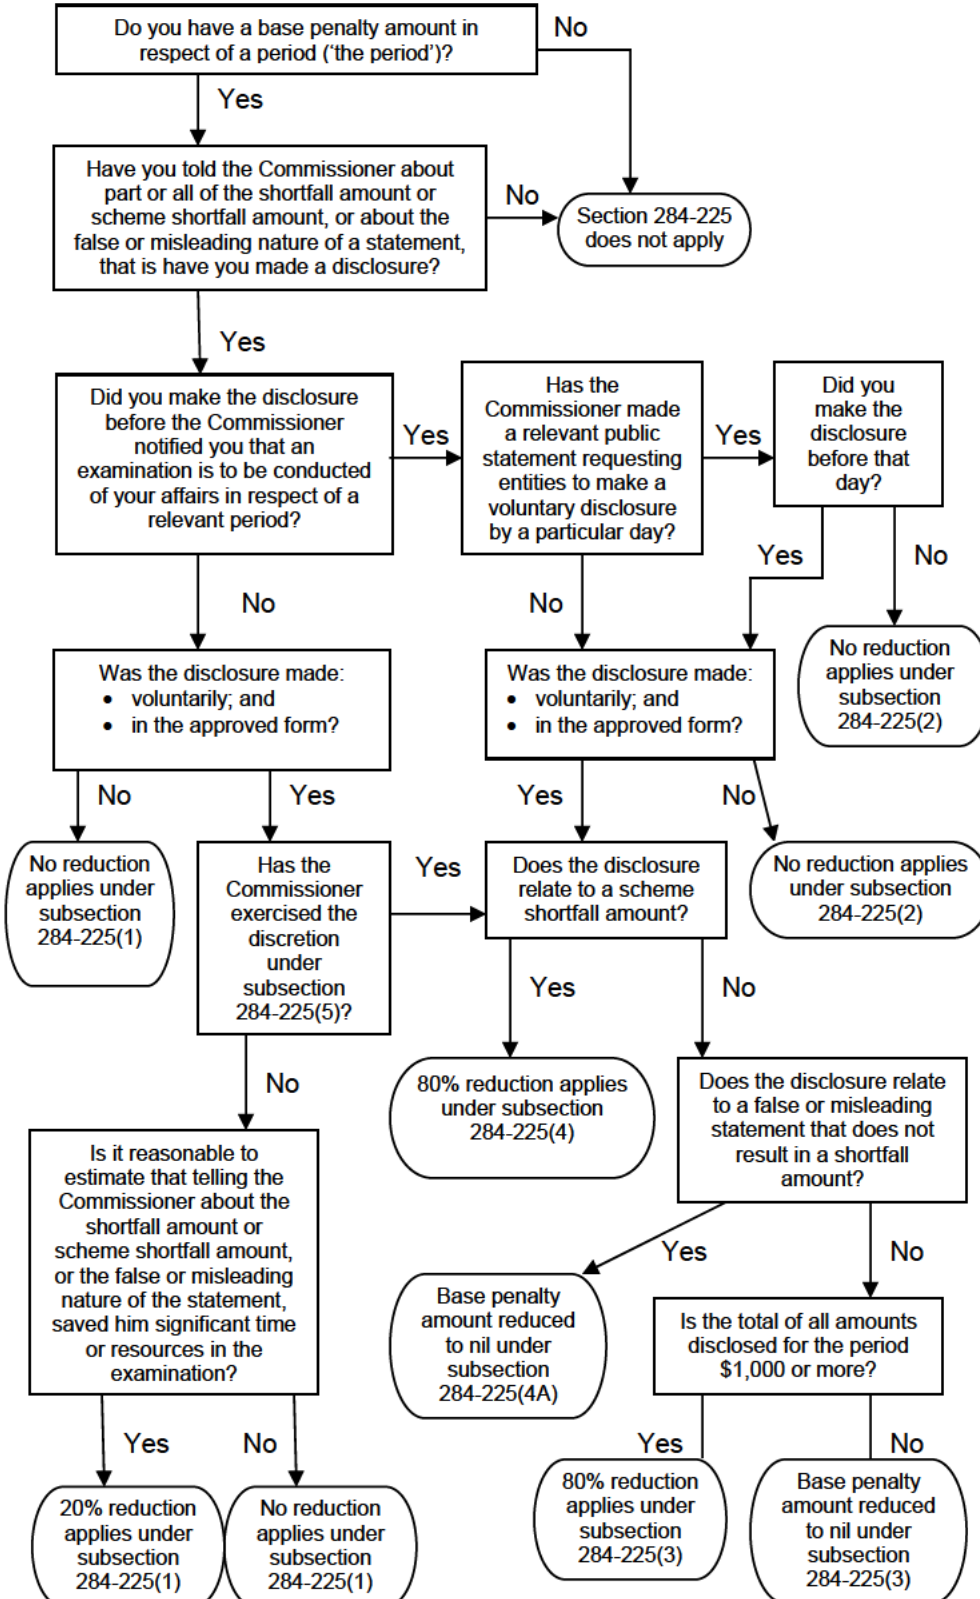 Do you have a base penalty amount in
respect of a period (‘the period’)?
No
Yes
Have you told the Commissioner about
part or all of the shortfall amount or
scheme shortfall amount, or about the
false or misleading nature of a statement,
that is have you made a disclosure?
No
Section 284-225
does not apply
Yes
Did you make the disclosure
before the Commissioner
notified you that an
examination is to be conducted
of your affairs in respect of a
relevant period?
Yes
Has the
Commissioner made
a relevant public
statement requesting
entities to make a
voluntary disclosure
by a particular day?
Yes
Did you
make the
disclosure
before that
day?
No
No
Yes
No
Was the disclosure made:
• voluntarily; and
• in the approved form?
Was the disclosure made:
• voluntarily; and
• in the approved form?
No reduction
applies under
subsection
284-225(2)
No
Yes
Yes
No
No reduction
applies under
subsection
284-225(1)
Has the
Commissioner
exercised the
discretion
under
subsection
284-225(5)?
Yes
Does the disclosure
relate to a scheme
shortfall amount?
No reduction applies
under subsection
284-225(2)
Yes
No
No
80% reduction applies
under subsection
284-225(4)
Does the disclosure relate
to a false or misleading
statement that does not
result in a shortfall
amount?
Is it reasonable to
estimate that telling the
Commissioner about the
shortfall amount or
scheme shortfall amount,
or the false or misleading
nature of the statement,
saved him significant time
or resources in the
examination?
Yes
No
Base penalty
amount reduced
to nil under
subsection
284-225(4A)
Is the total of all amounts
disclosed for the period
$1,000 or more?
Yes
No
Yes
No
20% reduction
applies under
subsection
284-225(1)
No reduction
applies under
subsection
284-225(1)
80% reduction
applies under
subsection
284-225(3)
Base penalty
amount reduced
to nil under
subsection
284-225(3)